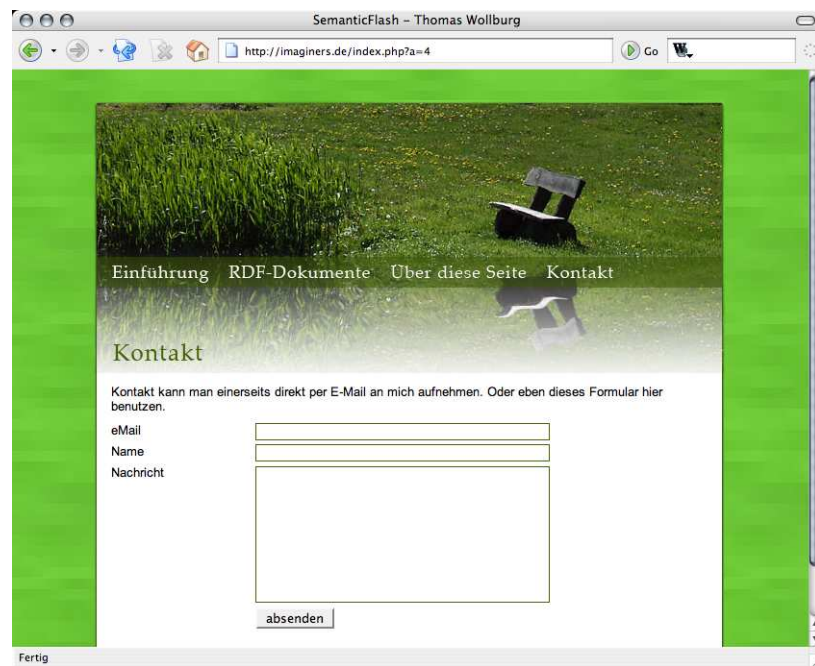 SemanticFlash – Thomas Wollburg
http://imaginers.de/index.php?a=4
Go
W
Einführung RDF-Dokumente Über diese Seite Kontakt
Kontakt
Kontakt kann man einerseits direkt per E-Mail an mich aufnehmen. Oder eben dieses Formular hier
benutzen.
eMail
Name
Nachricht
absenden
Fertig